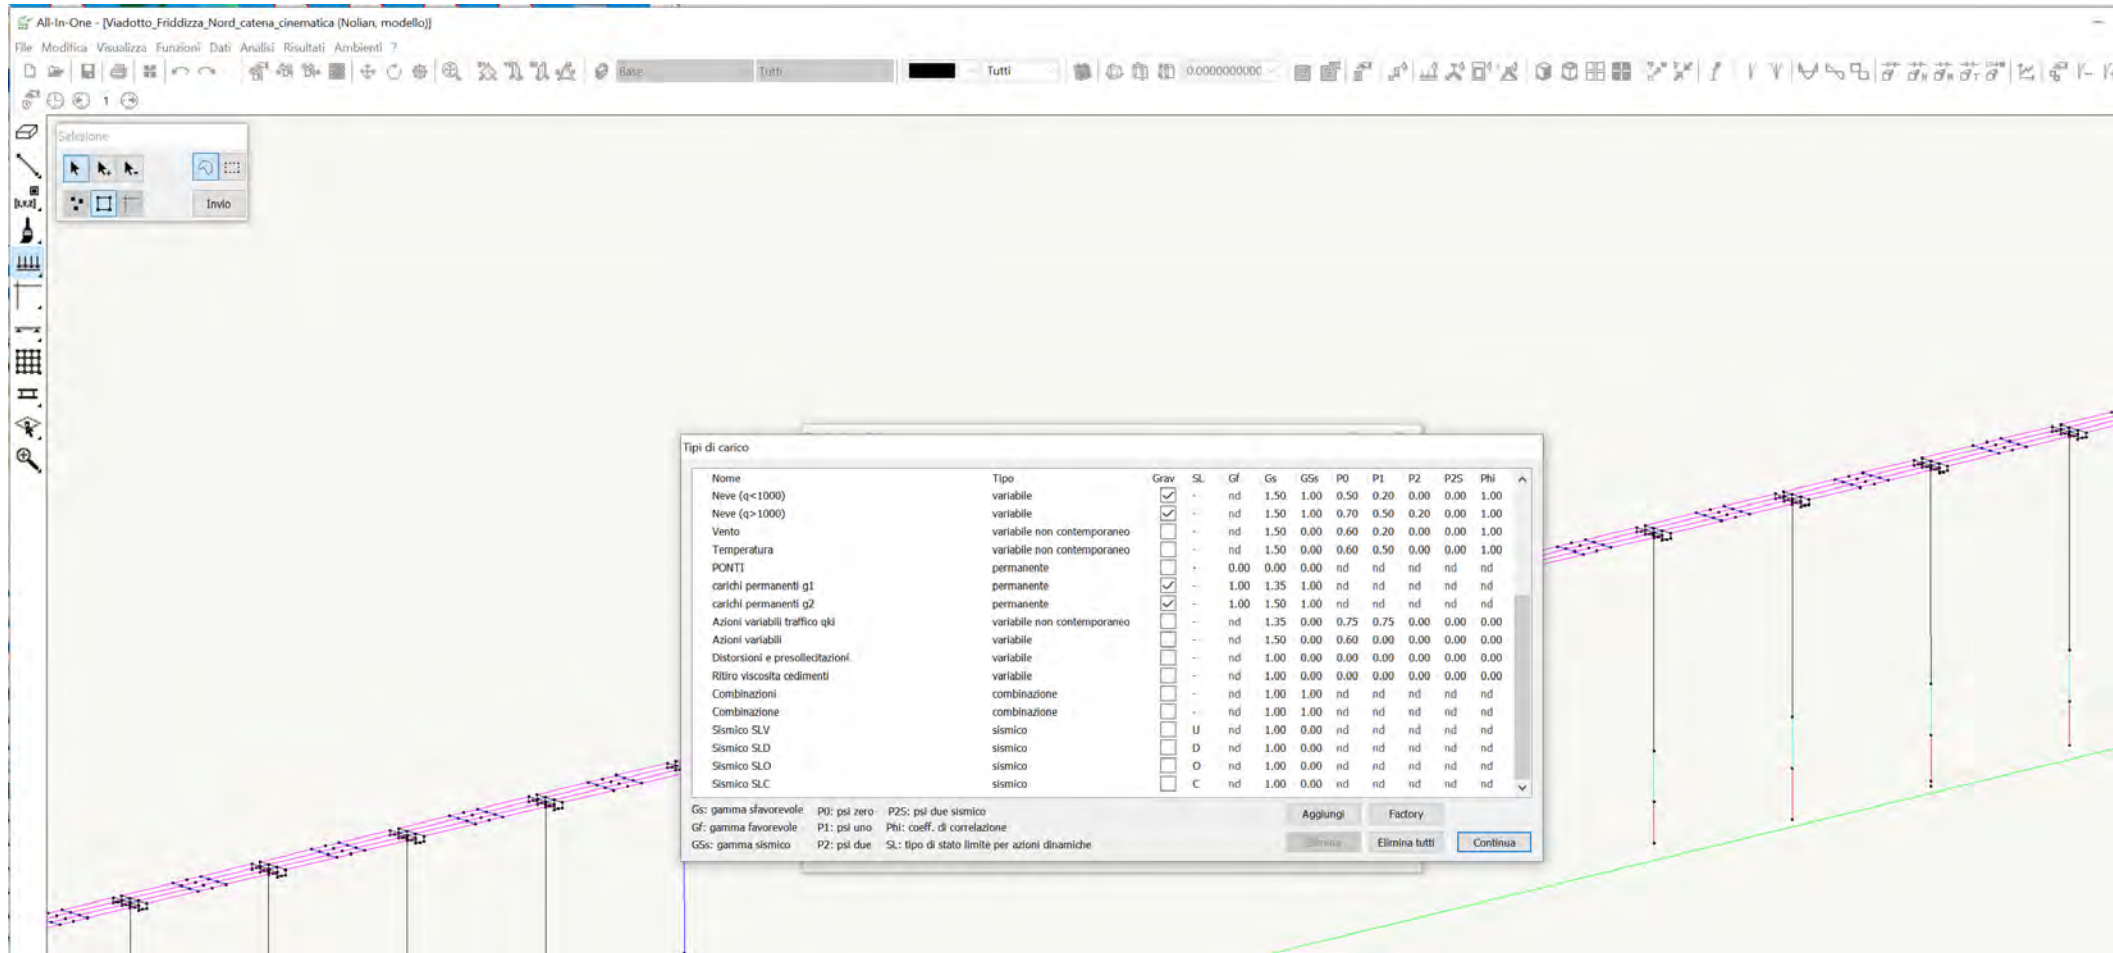 All-In-One - [Viadotto_Friddizza_Nord_catena_cinematica (Nolian, modello)]
File Modifica Visualizza Funzioni Dati Analisi Risultati Ambienti ?
Base Tutti Tutti 0.0000000000
1
Selezione
Invio
Tipi di carico
Nome Tipo Grav SL Gf Gs GSs P0 P1 P2 P2S Phi
Neve (q<1000) variabile - nd 1.50 1.00 0.50 0.20 0.00 0.00 1.00
Neve (q>1000) variabile - nd 1.50 1.00 0.70 0.50 0.20 0.00 1.00
Vento variabile non contemporaneo - nd 1.50 0.00 0.60 0.20 0.00 0.00 1.00
Temperatura variabile non contemporaneo - nd 1.50 0.00 0.60 0.50 0.00 0.00 1.00
PONTI permanente - 0.00 0.00 0.00 nd nd nd nd nd
carichi permanenti g1 permanente - 1.00 1.35 1.00 nd nd nd nd nd
carichi permanenti g2 permanente - 1.00 1.50 1.00 nd nd nd nd nd
Azioni variabili traffico qki variabile non contemporaneo - nd 1.35 0.00 0.75 0.75 0.00 0.00 0.00
Azioni variabili variabile - nd 1.50 0.00 0.60 0.00 0.00 0.00 0.00
Distorsioni e presollecitazioni variabile - nd 1.00 0.00 0.00 0.00 0.00 0.00 0.00
Ritiro viscosita cedimenti variabile - nd 1.00 0.00 0.00 0.00 0.00 0.00 0.00
Combinazioni combinazione - nd 1.00 1.00 nd nd nd nd nd
Combinazione combinazione - nd 1.00 1.00 nd nd nd nd nd
Sismico SLV sismico U nd 1.00 0.00 nd nd nd nd nd
Sismico SLD sismico D nd 1.00 0.00 nd nd nd nd nd
Sismico SLO sismico O nd 1.00 0.00 nd nd nd nd nd
Sismico SLC sismico C nd 1.00 0.00 nd nd nd nd nd
Gs: gamma sfavorevole P0: psi zero P2S: psi due sismico
Gf: gamma favorevole P1: psi uno Phi: coeff. di correlazione
GSs: gamma sismico P2: psi due SL: tipo di stato limite per azioni dinamiche
Aggiungi Factory
Elimina Elimina tutti Continua